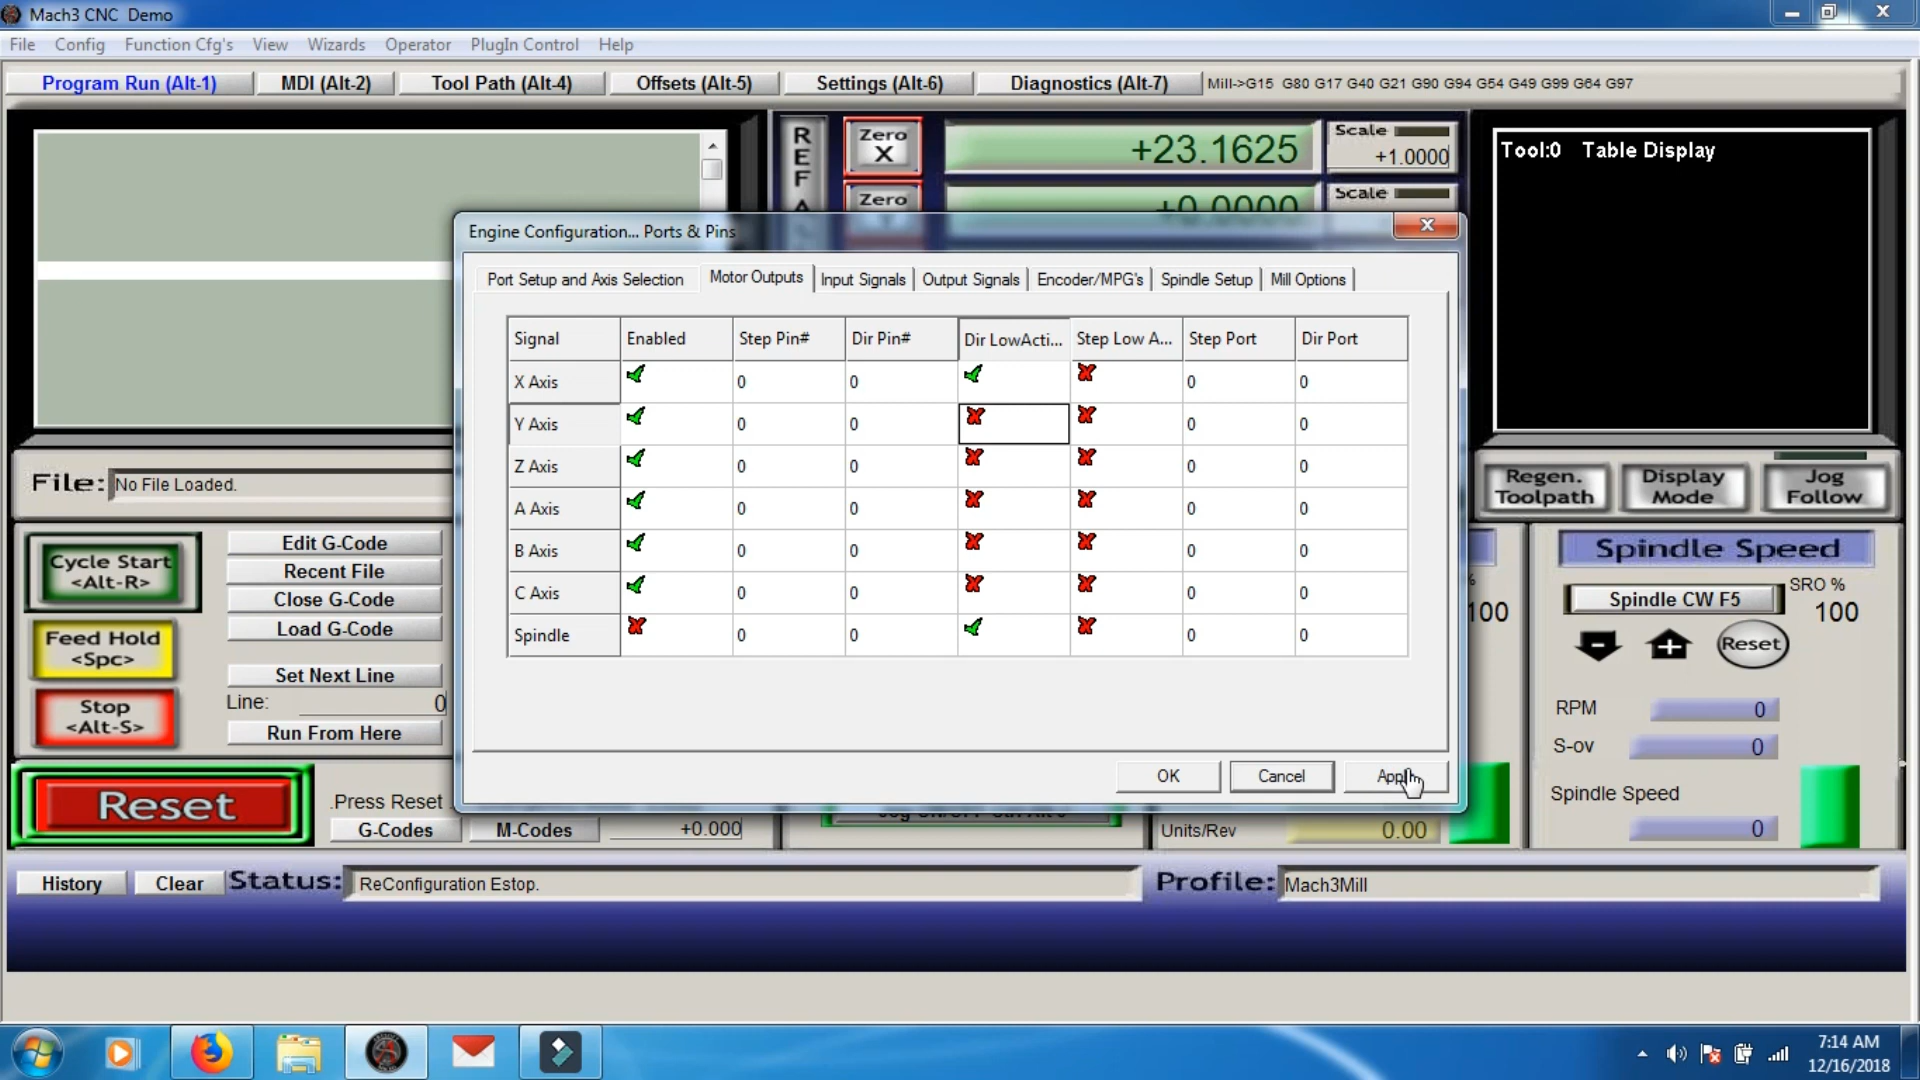 Mach3 CNC Demo
File Config Function Cfg's View Wizards Operator PlugIn Control Help
Program Run (Alt-1) MDI (Alt-2) Tool Path (Alt-4) Offsets (Alt-5) Settings (Alt-6) Diagnostics (Alt-7) Mill->G15 G80 G17 G40 G21 G90 G94 G54 G49 G99 G64 G97
REF A
Zero X
+23.1625
Scale
+1.0000
Zero
+0.0000
Scale
Tool:0 Table Display
Engine Configuration... Ports & Pins
Port Setup and Axis Selection Motor Outputs Input Signals Output Signals Encoder/MPG's Spindle Setup Mill Options
Signal Enabled Step Pin# Dir Pin# Dir LowActi... Step Low A... Step Port Dir Port
X Axis 0 0 0 0
Y Axis 0 0 0 0
Z Axis 0 0 0 0
A Axis 0 0 0 0
B Axis 0 0 0 0
C Axis 0 0 0 0
Spindle 0 0 0 0
OK Cancel
File: No File Loaded.
Regen. Toolpath
Display Mode
Jog Follow
Cycle Start <Alt-R>
Feed Hold <Spc>
Stop <Alt-S>
Edit G-Code
Recent File
Close G-Code
Load G-Code
Set Next Line
Line: 0
Run From Here
Reset
.Press Reset
G-Codes M-Codes +0.000
Spindle Speed
%
100
Spindle CW F5
SRO %
100
Reset
RPM 0
S-ov 0
Spindle Speed
0
Units/Rev 0.00
History Clear Status: ReConfiguration Estop. Profile: Mach3Mill
7:14 AM
12/16/2018